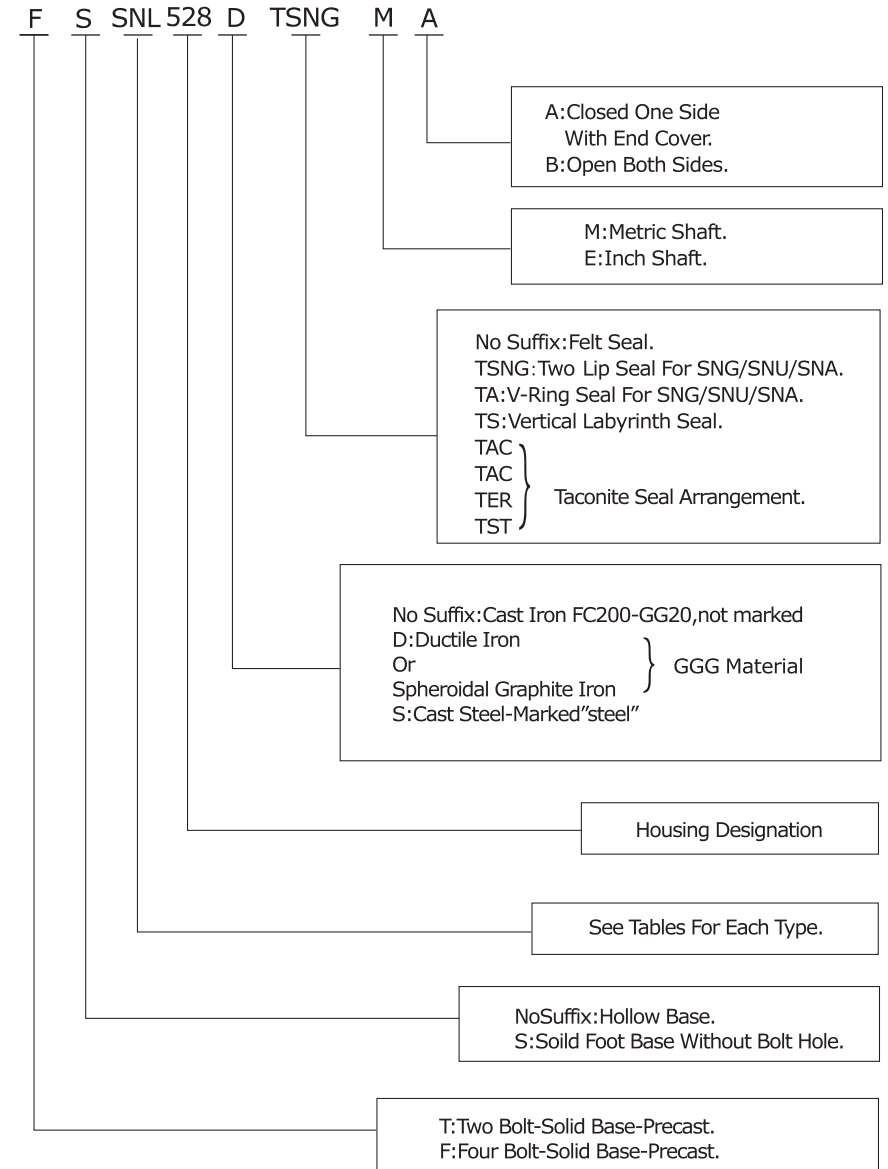 F S SNL 528 D TSNG M A
A:Closed One Side
With End Cover.
B:Open Both Sides.
M:Metric Shaft.
E:Inch Shaft.
No Suffix:Felt Seal.
TSNG:Two Lip Seal For SNG/SNU/SNA.
TA:V-Ring Seal For SNG/SNU/SNA.
TS:Vertical Labyrinth Seal.
TAC
TAC
TER
Taconite Seal Arrangement.
TST
No Suffix:Cast Iron FC200-GG20,not marked
D:Ductile Iron
Or
GGG Material
Spheroidal Graphite Iron
S:Cast Steel-Marked”steel”
Housing Designation
See Tables For Each Type.
NoSuffix:Hollow Base.
S:Soild Foot Base Without Bolt Hole.
T:Two Bolt-Solid Base-Precast.
F:Four Bolt-Solid Base-Precast.